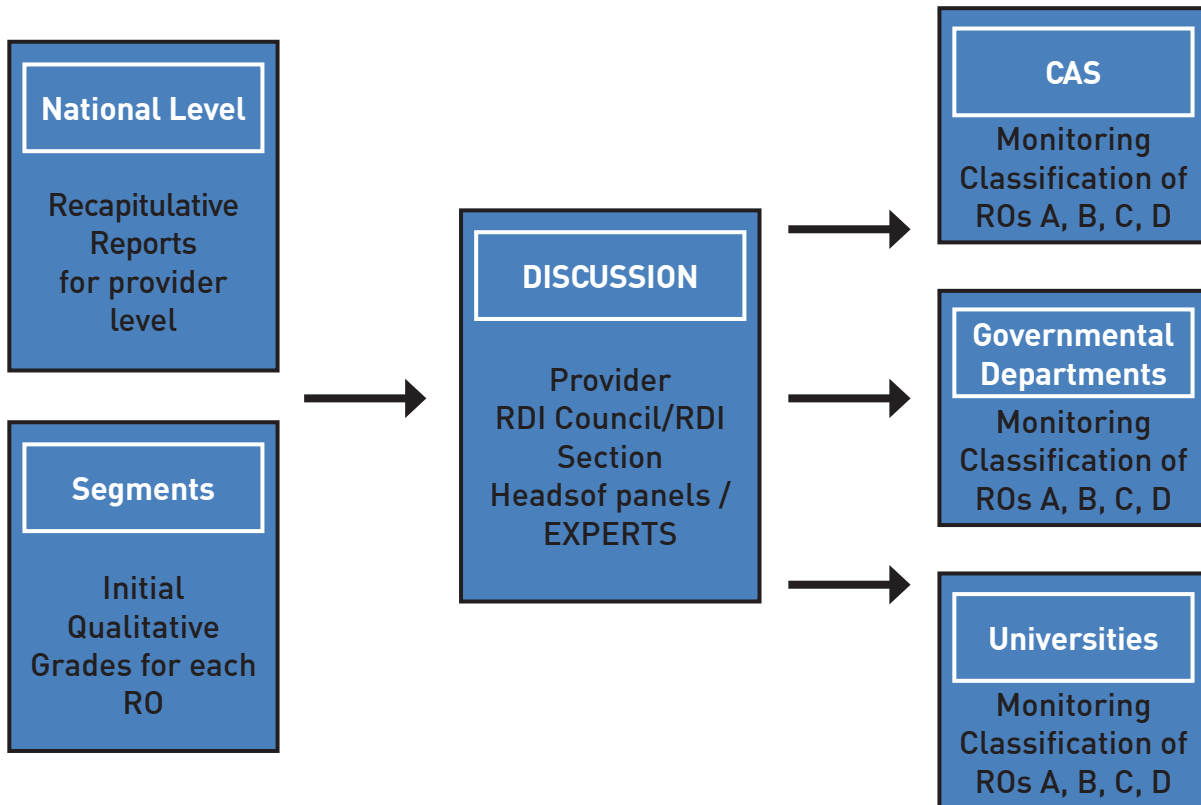 National Level
Recapitulative
Reports
for provider
level
Segments
Initial
Qualitative
Grades for each
RO
DISCUSSION
Provider
RDI Council/RDI
Section
Headsof panels /
EXPERTS
CAS
Monitoring
Classification of
ROs A, B, C, D
Governmental
Departments
Monitoring
Classification of
ROs A, B, C, D
Universities
Monitoring
Classification of
ROs A, B, C, D